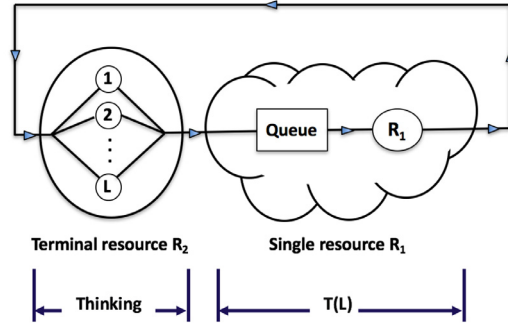 1
2
L
Queue
R1
Terminal resource R2
Single resource R1
Thinking
T(L)